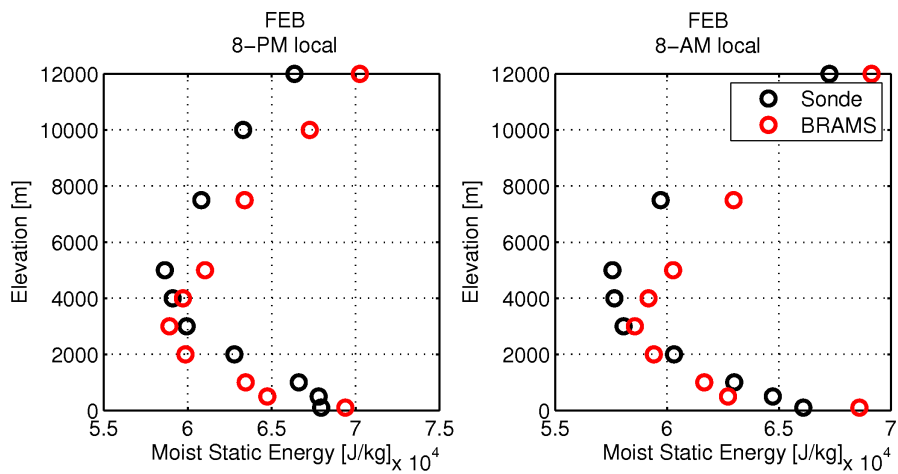 FEB
8-PM local
12000
10000
8000
6000
4000
2000
0
Elevation [m]
5.5
6
6.5
7
7.5
Moist Static Energy [J/kg]
x 10^4
FEB
8-AM local
12000
10000
8000
6000
4000
2000
0
Elevation [m]
5.5
6
6.5
7
Moist Static Energy [J/kg]
x 10^4
Sonde
BRAMS